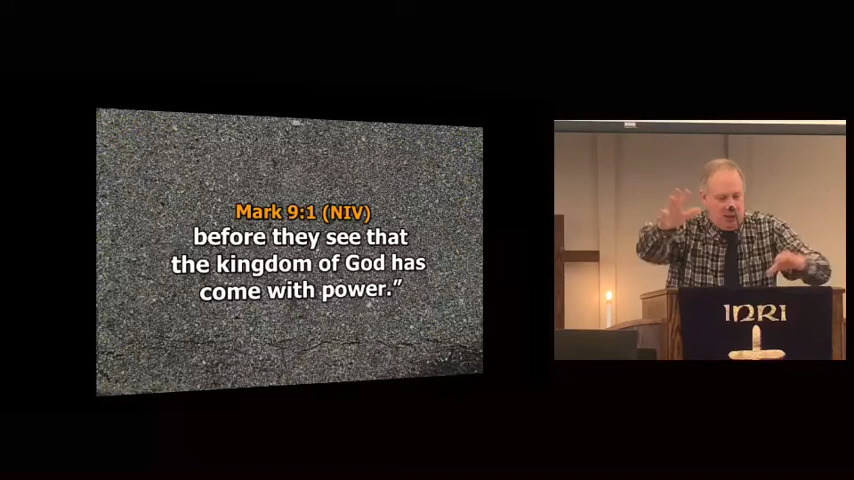 Mark 9:1 (NIV)
before they see that
the kingdom of God has
come with power.”
INRI